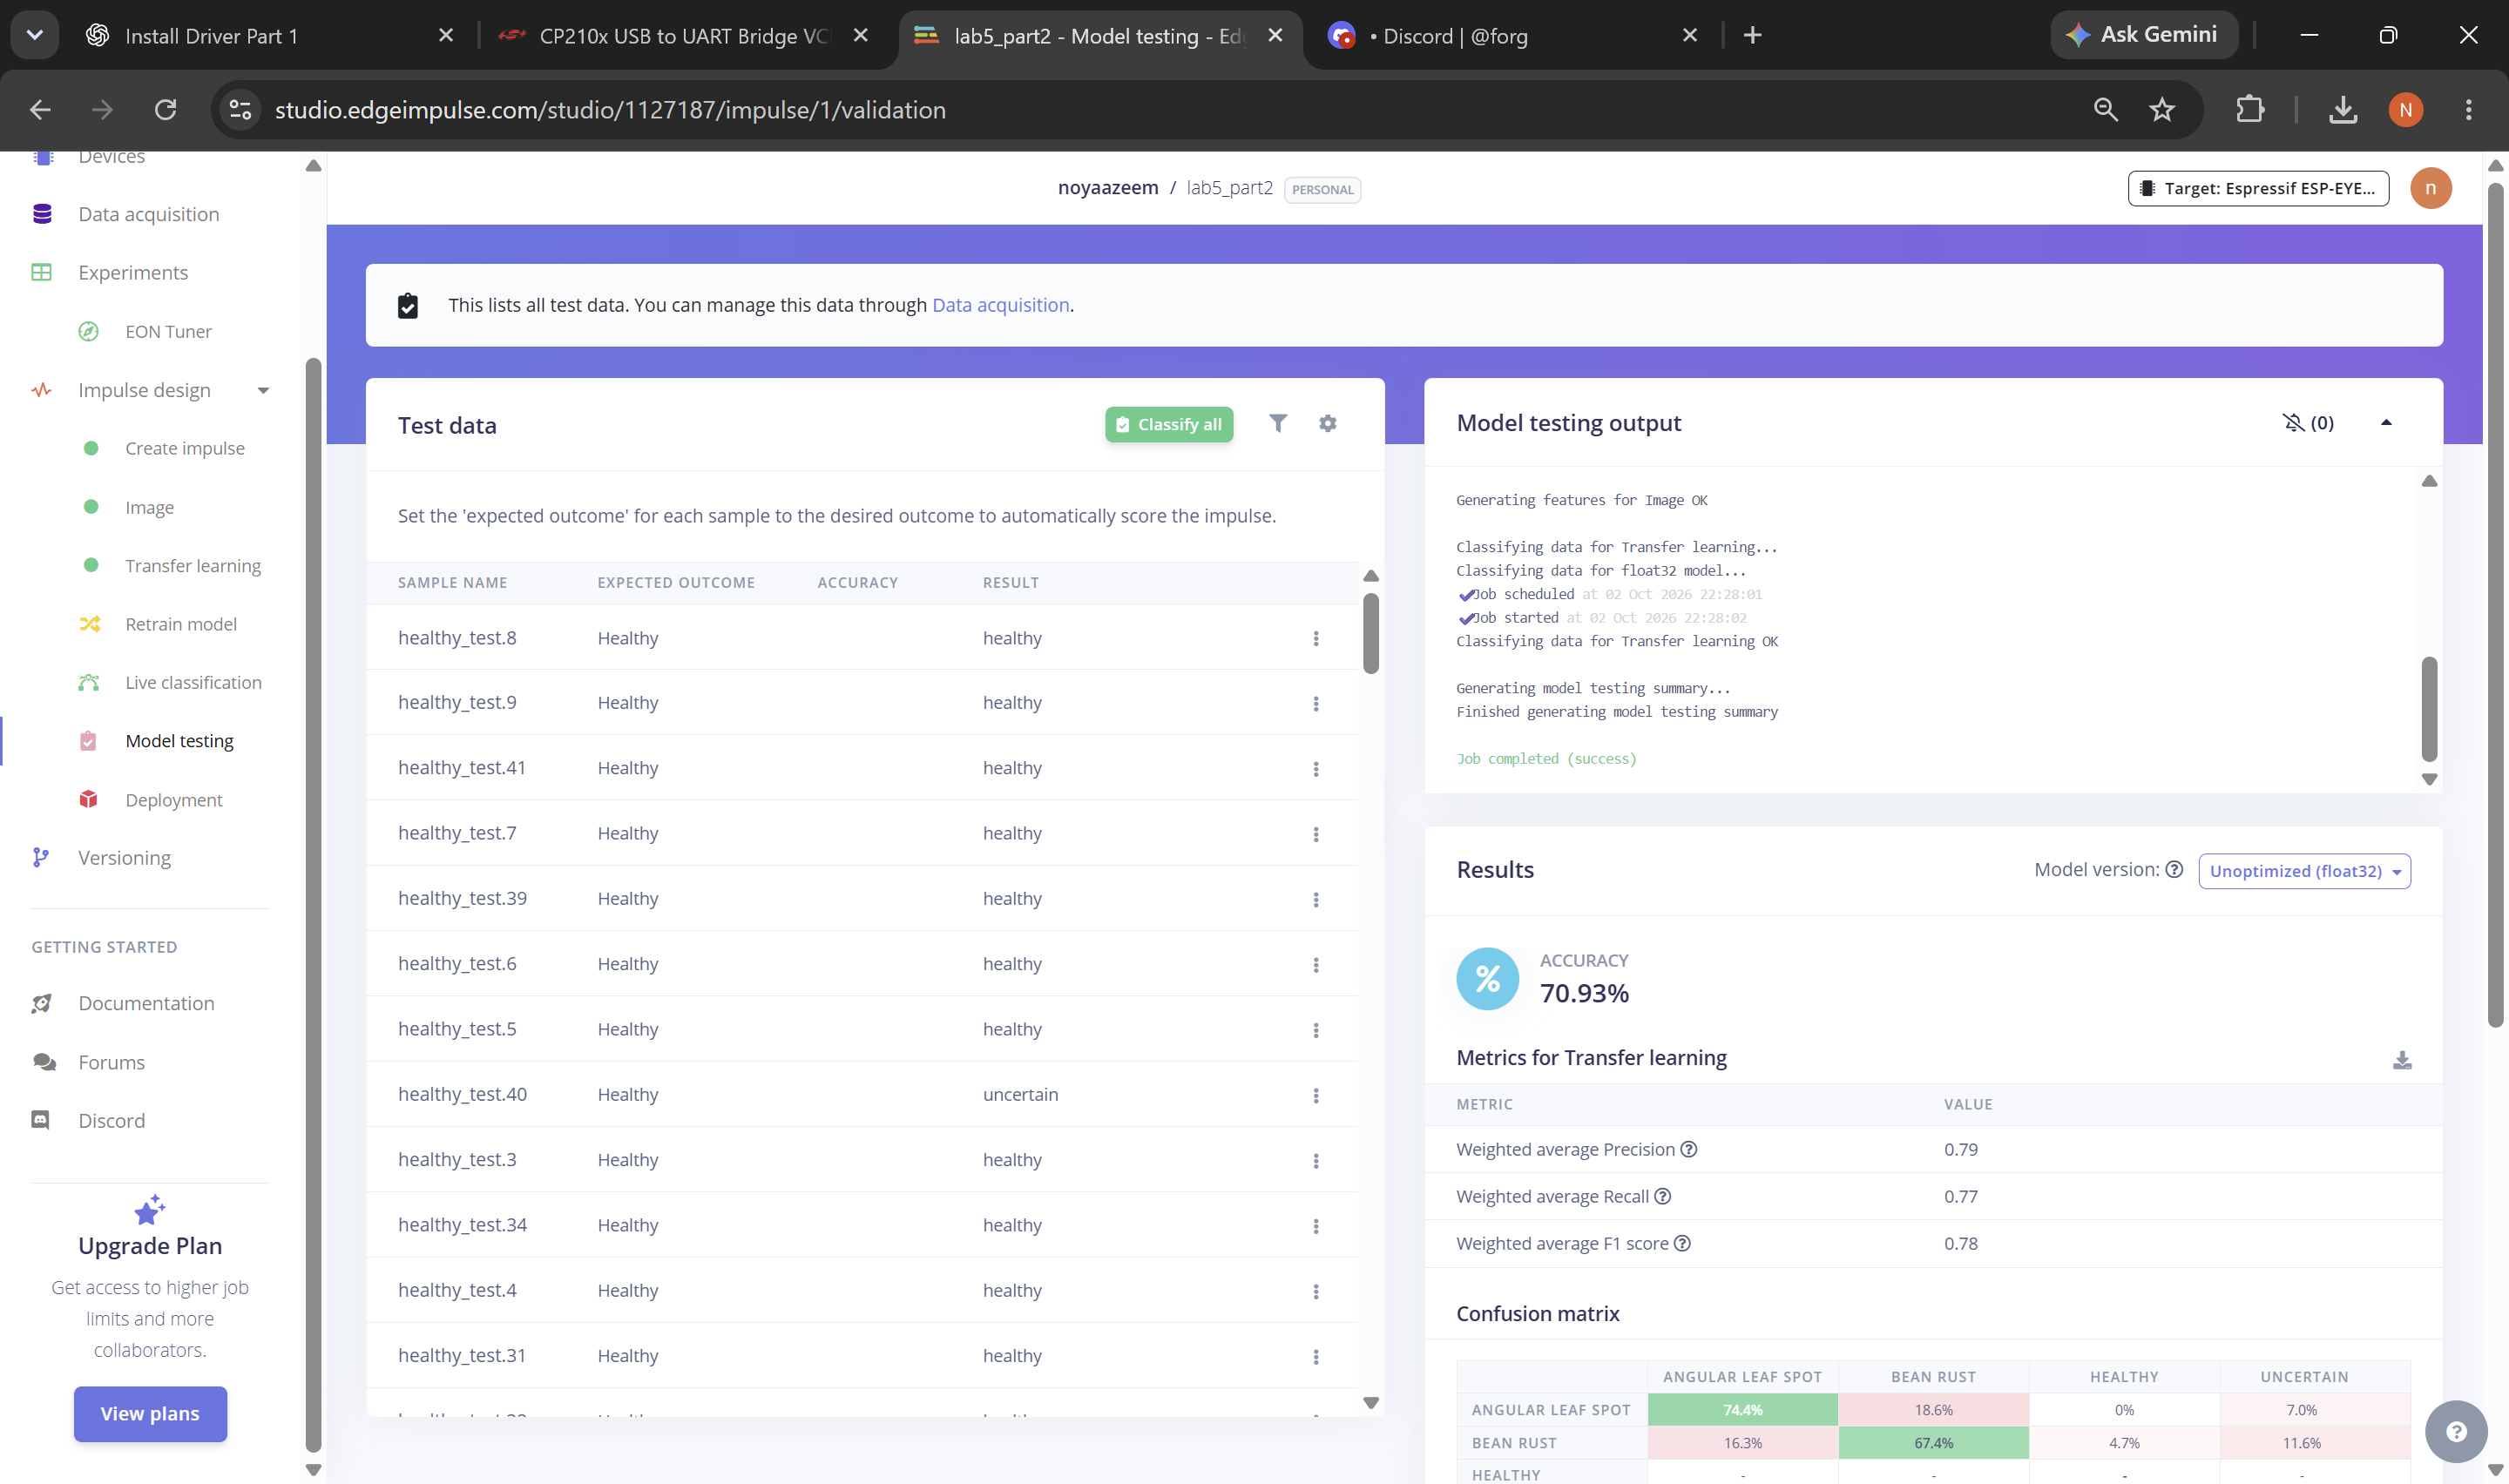 Install Driver Part 1
CP210x USB to UART Bridge VC
lab5_part2 - Model testing - Ed
• Discord | @forg
Ask Gemini
studio.edgeimpulse.com/studio/1127187/impulse/1/validation
N
Devices
Data acquisition
Experiments
EON Tuner
Impulse design
Create impulse
Image
Transfer learning
Retrain model
Live classification
Model testing
Deployment
Versioning
GETTING STARTED
Documentation
Forums
Discord
Upgrade Plan
Get access to higher job
limits and more
collaborators.
View plans
noyaazeem / lab5_part2 PERSONAL
Target: Espressif ESP-EYE...
n
This lists all test data. You can manage this data through Data acquisition.
Test data
Classify all
Set the 'expected outcome' for each sample to the desired outcome to automatically score the impulse.
SAMPLE NAME EXPECTED OUTCOME ACCURACY RESULT
healthy_test.8 Healthy healthy
healthy_test.9 Healthy healthy
healthy_test.41 Healthy healthy
healthy_test.7 Healthy healthy
healthy_test.39 Healthy healthy
healthy_test.6 Healthy healthy
healthy_test.5 Healthy healthy
healthy_test.40 Healthy uncertain
healthy_test.3 Healthy healthy
healthy_test.34 Healthy healthy
healthy_test.4 Healthy healthy
healthy_test.31 Healthy healthy
Model testing output
(0)
Generating features for Image OK
Classifying data for Transfer learning...
Classifying data for float32 model...
Job scheduled at 02 Oct 2026 22:28:01
Job started at 02 Oct 2026 22:28:02
Classifying data for Transfer learning OK
Generating model testing summary...
Finished generating model testing summary
Job completed (success)
Results
Model version: Unoptimized (float32)
%
ACCURACY
70.93%
Metrics for Transfer learning
METRIC VALUE
Weighted average Precision 0.79
Weighted average Recall 0.77
Weighted average F1 score 0.78
Confusion matrix
ANGULAR LEAF SPOT BEAN RUST HEALTHY UNCERTAIN
ANGULAR LEAF SPOT 74.4% 18.6% 0% 7.0%
BEAN RUST 16.3% 67.4% 4.7% 11.6%
HEALTHY - - - -